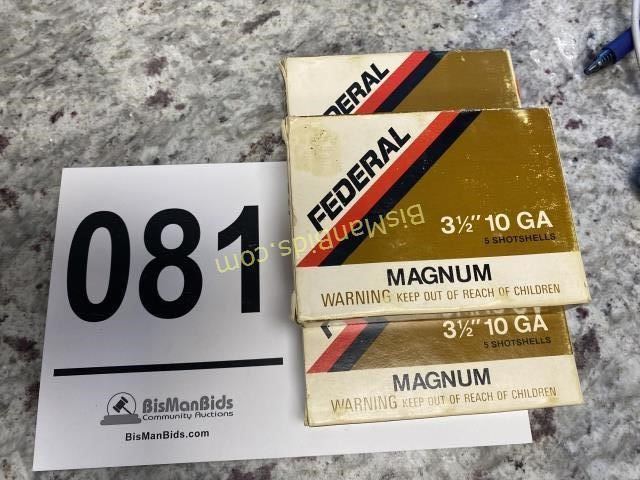 DERAL
FEDERAL
3½" 10 GA
5 SHOTSHELLS
MAGNUM
WARNING KEEP OUT OF REACH OF CHILDREN
3½" 10 GA
5 SHOTSHELLS
MAGNUM
WARNING KEEP OUT OF REACH OF CHILDREN
081
BisManBids
Community Auctions
BisManBids.com
BisManBids.com